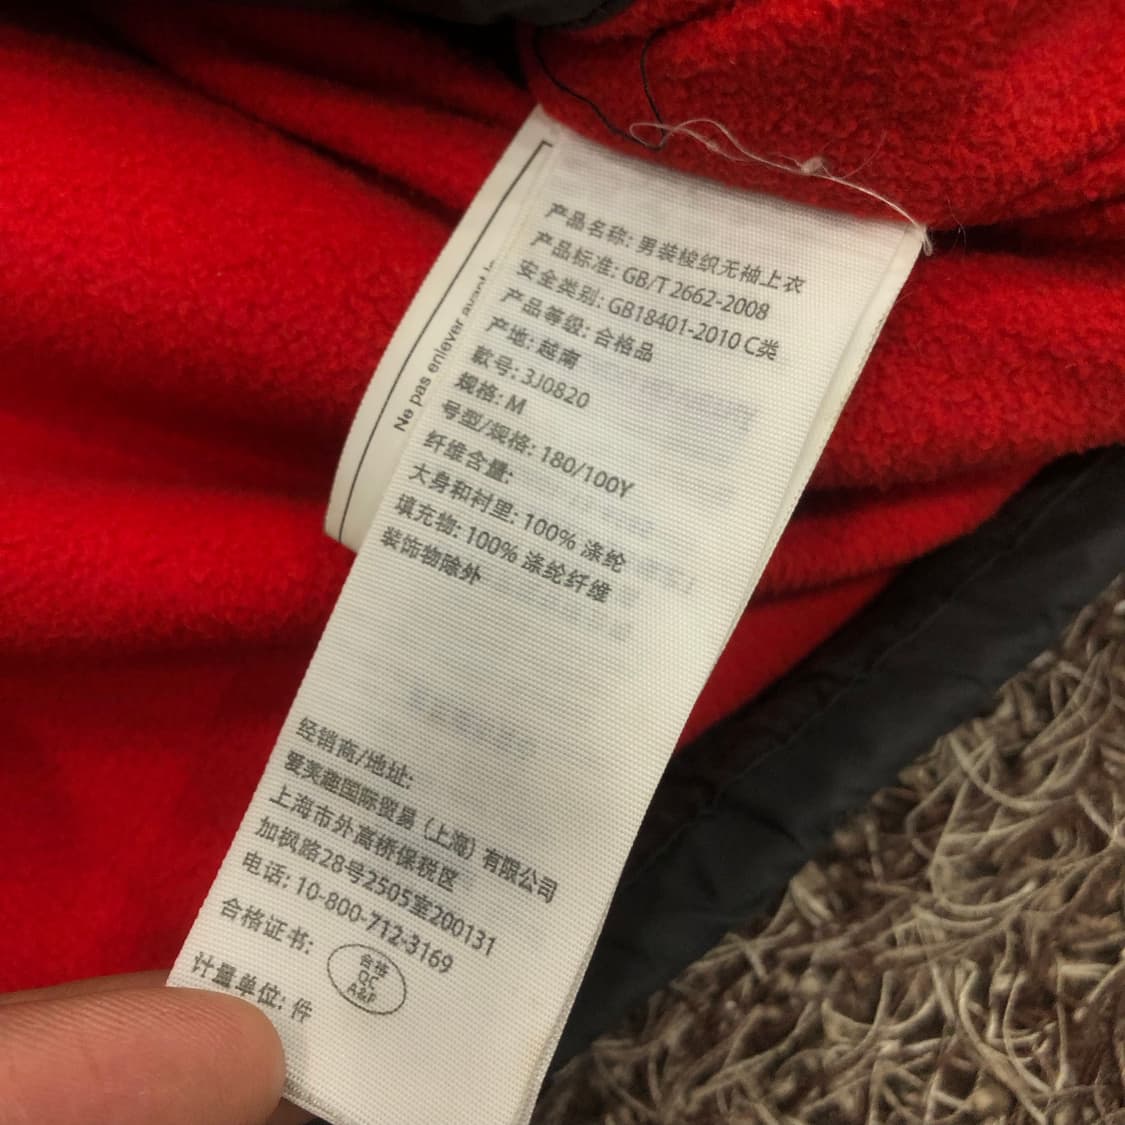 产品名称: 男装梭织无袖上衣
产品标准: GB/T 2662-2008
安全类别: GB18401-2010 C类
产品等级: 合格品
产地: 越南
款号: 3J0820
规格: M
号型/规格: 180/100Y
纤维含量:
大身和衬里: 100% 涤纶
填充物: 100% 涤纶纤维
装饰物除外
经销商/地址:
爱芙趣国际贸易 (上海) 有限公司
上海市外高桥保税区
加枫路28号2505室200131
电话: 10-800-712-3169
合格证书:
合格
QC
A&F
计量单位: 件
Ne pas enlever avant